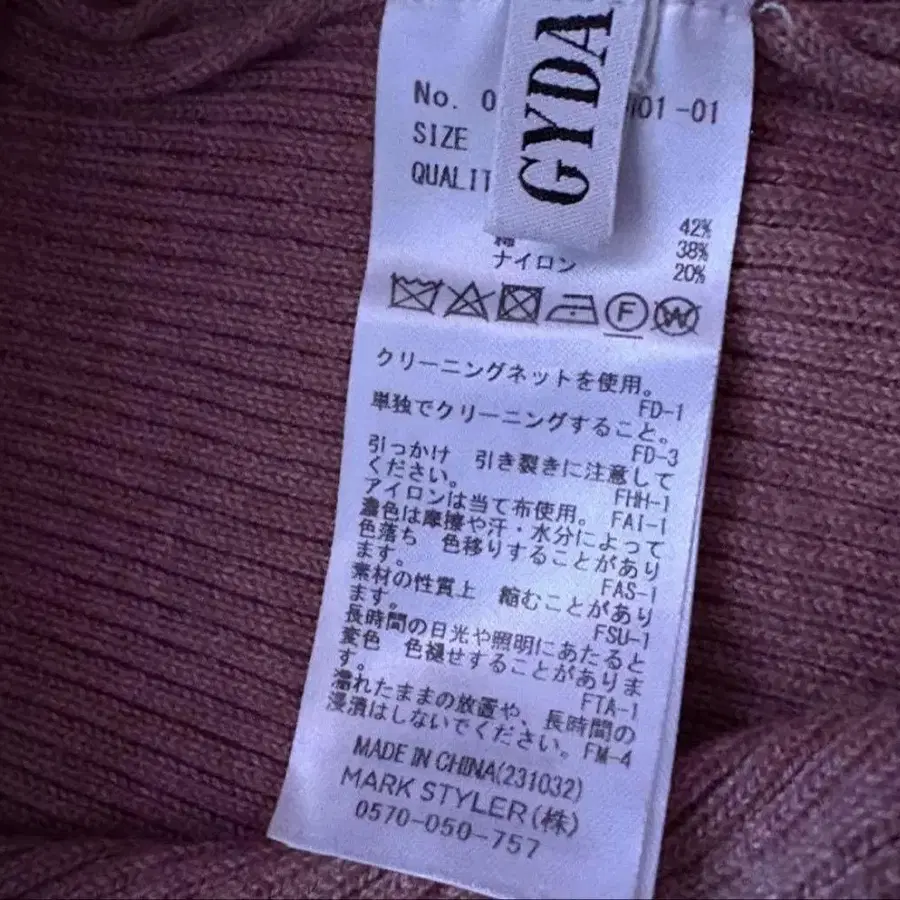 GYDA
No. 0 01-01
SIZE
QUALIT
42%
綿 38%
ナイロン 20%
F W
クリーニングネットを使用。
FD-1
単独でクリーニングすること。
FD-3
引っかけ 引き裂きに注意して
ください。 FHH-1
アイロンは当て布使用。 FAI-1
濃色は摩擦や汗・水分によって
色落ち 色移りすることがあり
ます。 FAS-1
素材の性質上 縮むことがあり
ます。 FSU-1
長時間の日光や照明にあたると
変色 色褪せすることがありま
す。 FTA-1
濡れたままの放置や、長時間の
浸漬はしないでください。 FM-4
MADE IN CHINA(231032)
MARK STYLER(株)
0570-050-757